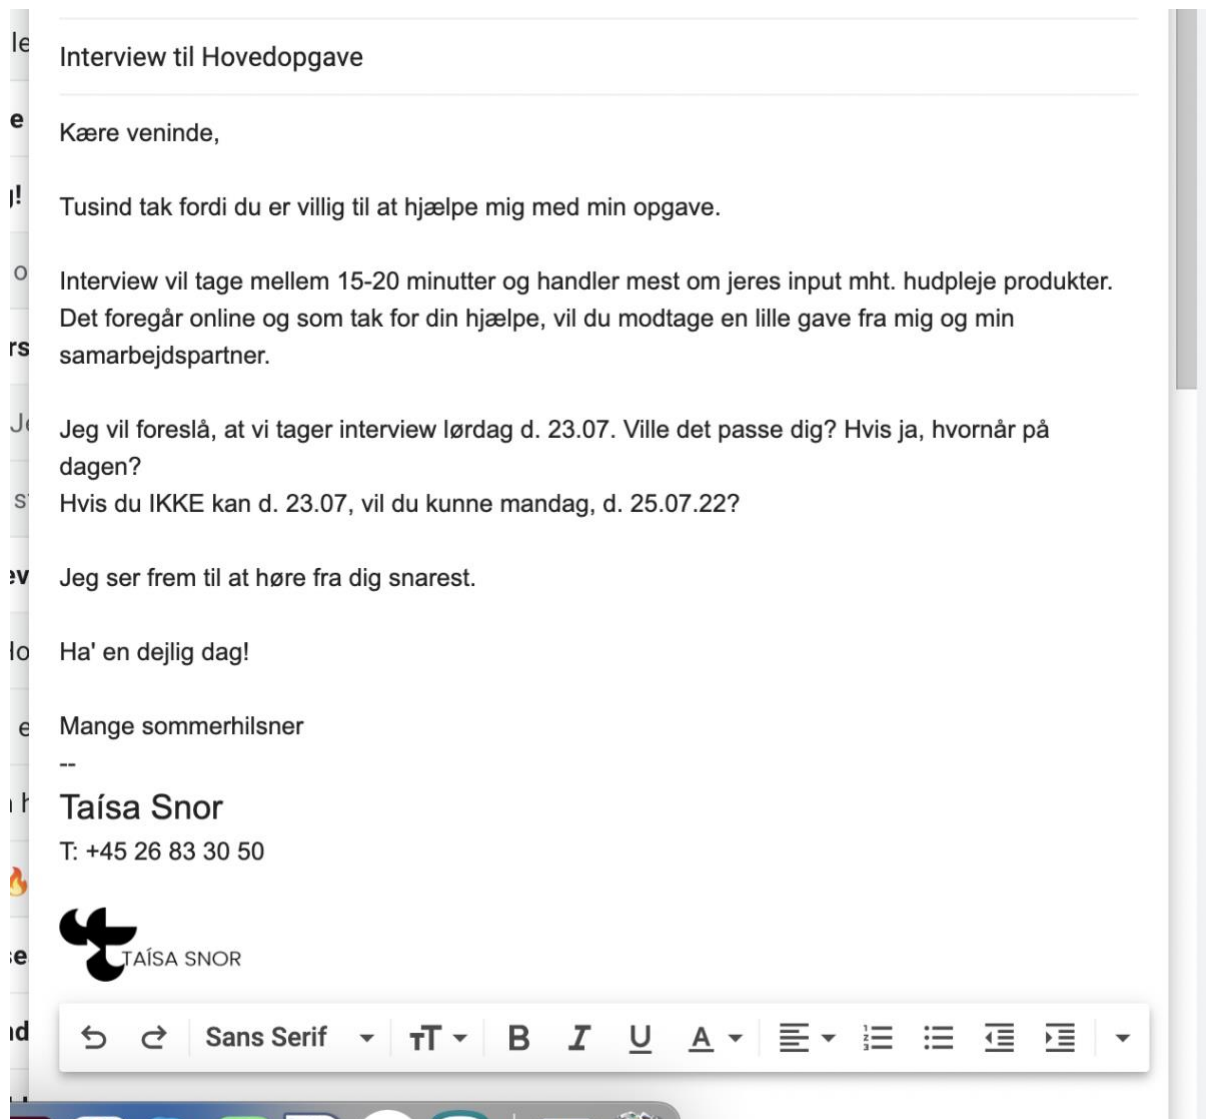 Interview til Hovedopgave
Kære veninde,
Tusind tak fordi du er villig til at hjælpe mig med min opgave.
Interview vil tage mellem 15-20 minutter og handler mest om jeres input mht. hudpleje produkter.
Det foregår online og som tak for din hjælpe, vil du modtage en lille gave fra mig og min
samarbejdspartner.
Jeg vil foreslå, at vi tager interview lørdag d. 23.07. Ville det passe dig? Hvis ja, hvornår på
dagen?
Hvis du IKKE kan d. 23.07, vil du kunne mandag, d. 25.07.22?
Jeg ser frem til at høre fra dig snarest.
Ha' en dejlig dag!
Mange sommerhilsner
--
Taísa Snor
T: +45 26 83 30 50
TAÍSA SNOR
Sans Serif